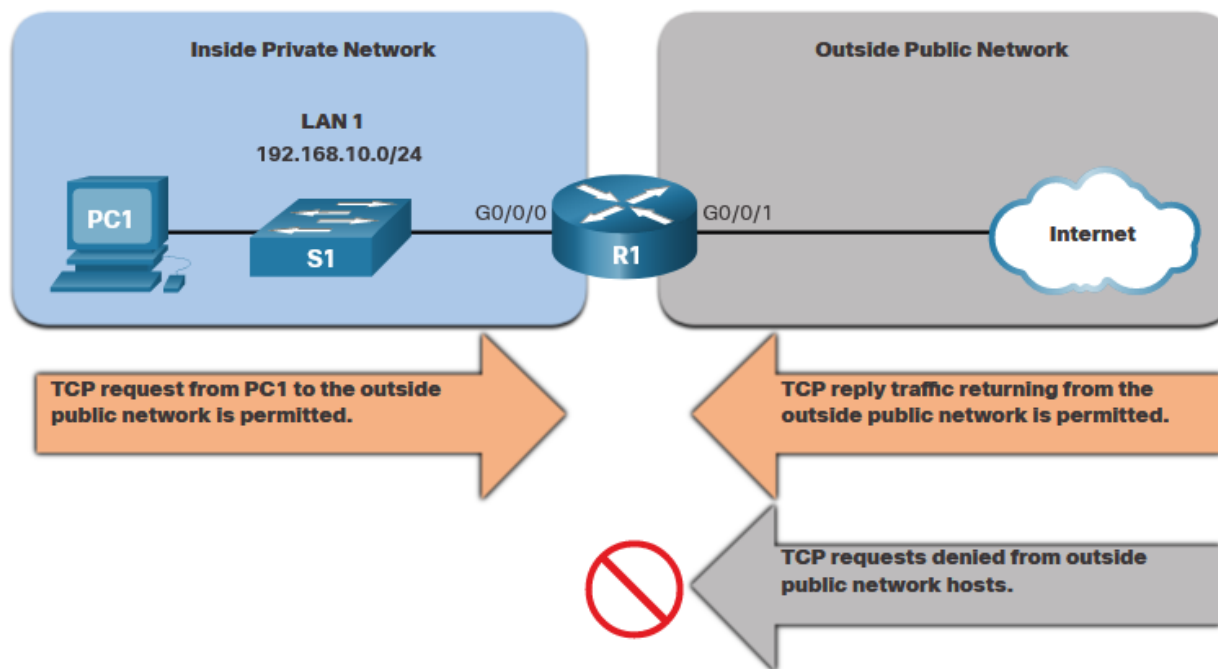 Inside Private Network
Outside Public Network
LAN 1
192.168.10.0/24
PC1
S1
G0/0/0
R1
G0/0/1
Internet
TCP request from PC1 to the outside
public network is permitted.
TCP reply traffic returning from the
outside public network is permitted.
TCP requests denied from outside
public network hosts.